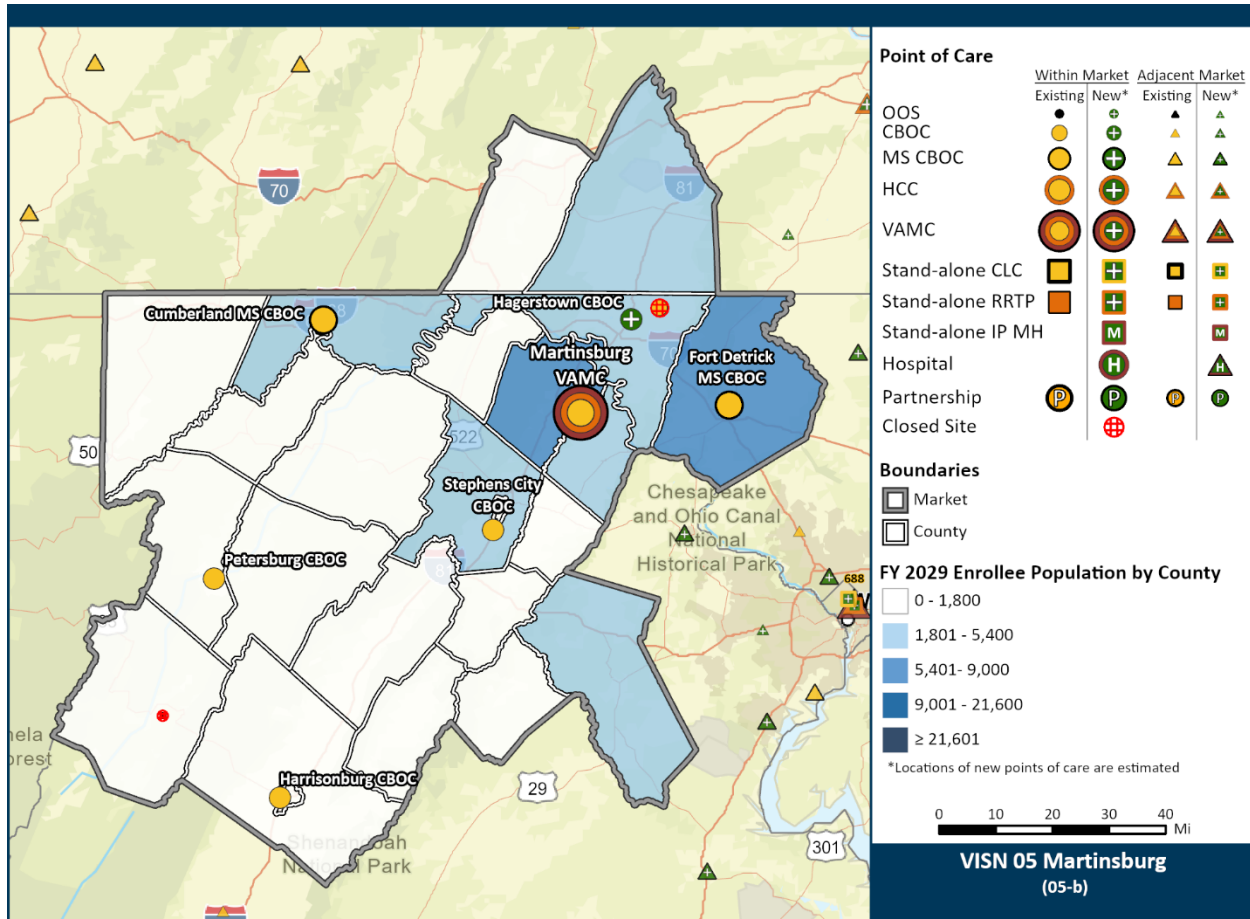 70
81
68
Cumberland MS CBOC
Hagerstown CBOC
70
Martinsburg
VAMC
Fort Detrick
MS CBOC
522
50
Stephens City
CBOC
Chesapeake
and Ohio Canal
National
Historical Park
81
Petersburg CBOC
688
Harrisonburg CBOC
29
Shenandoah
National Park
301
nela
orest
Point of Care
Within Market Adjacent Market
Existing New* Existing New*
OOS
CBOC
MS CBOC
HCC
VAMC
Stand-alone CLC
Stand-alone RRTP
Stand-alone IP MH M M
Hospital H H
Partnership P P P P
Closed Site
Boundaries
Market
County
FY 2029 Enrollee Population by County
0 - 1,800
1,801 - 5,400
5,401- 9,000
9,001 - 21,600
≥ 21,601
*Locations of new points of care are estimated
0 10 20 30 40
Mi
VISN 05 Martinsburg
(05-b)